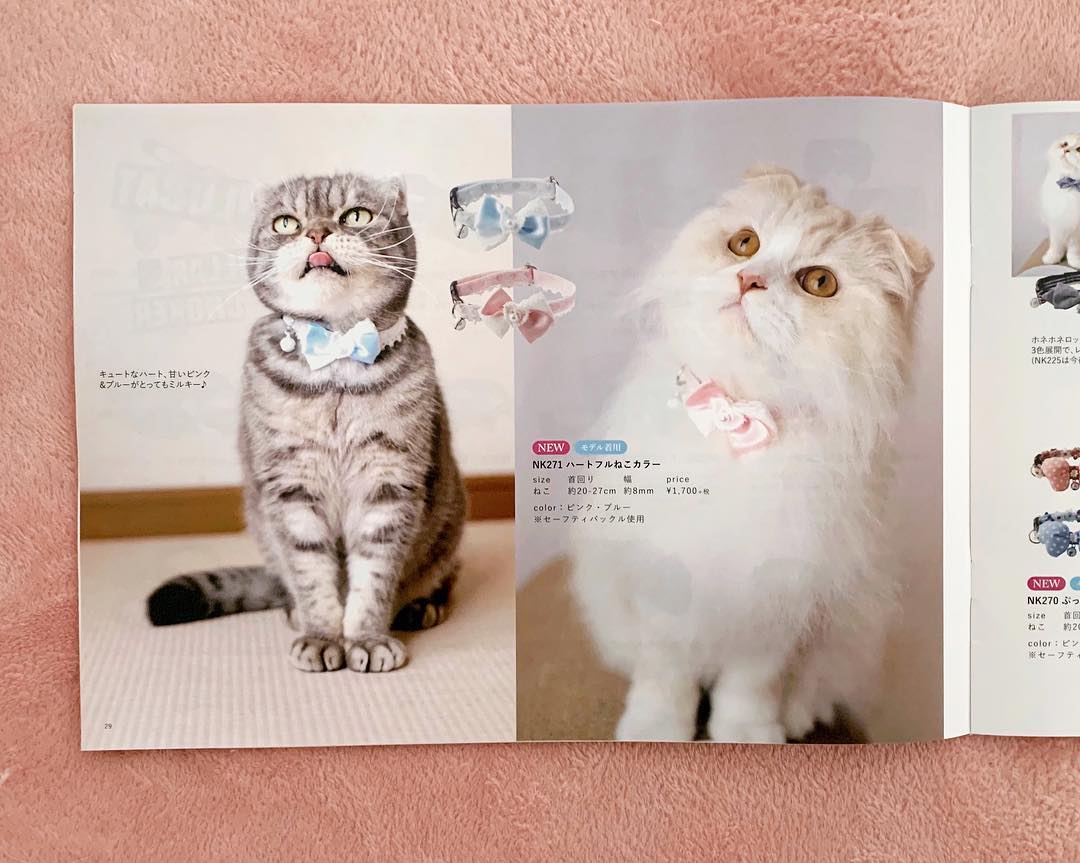 キュートなハート、甘いピンク
&ブルーがとってもミルキー♪
NEW モデル着用
NK271 ハートフルねこカラー
size 首回り 幅 price
ねこ 約20-27cm 約8mm ¥1,700+税
color:ピンク・ブルー
※セーフティバックル使用
29
ホネホネロッ
3色展開で、レ
(NK225は今
NEW
NK270 ぷっ
size 首回
ねこ 約20
color:ピン
※セーフティ